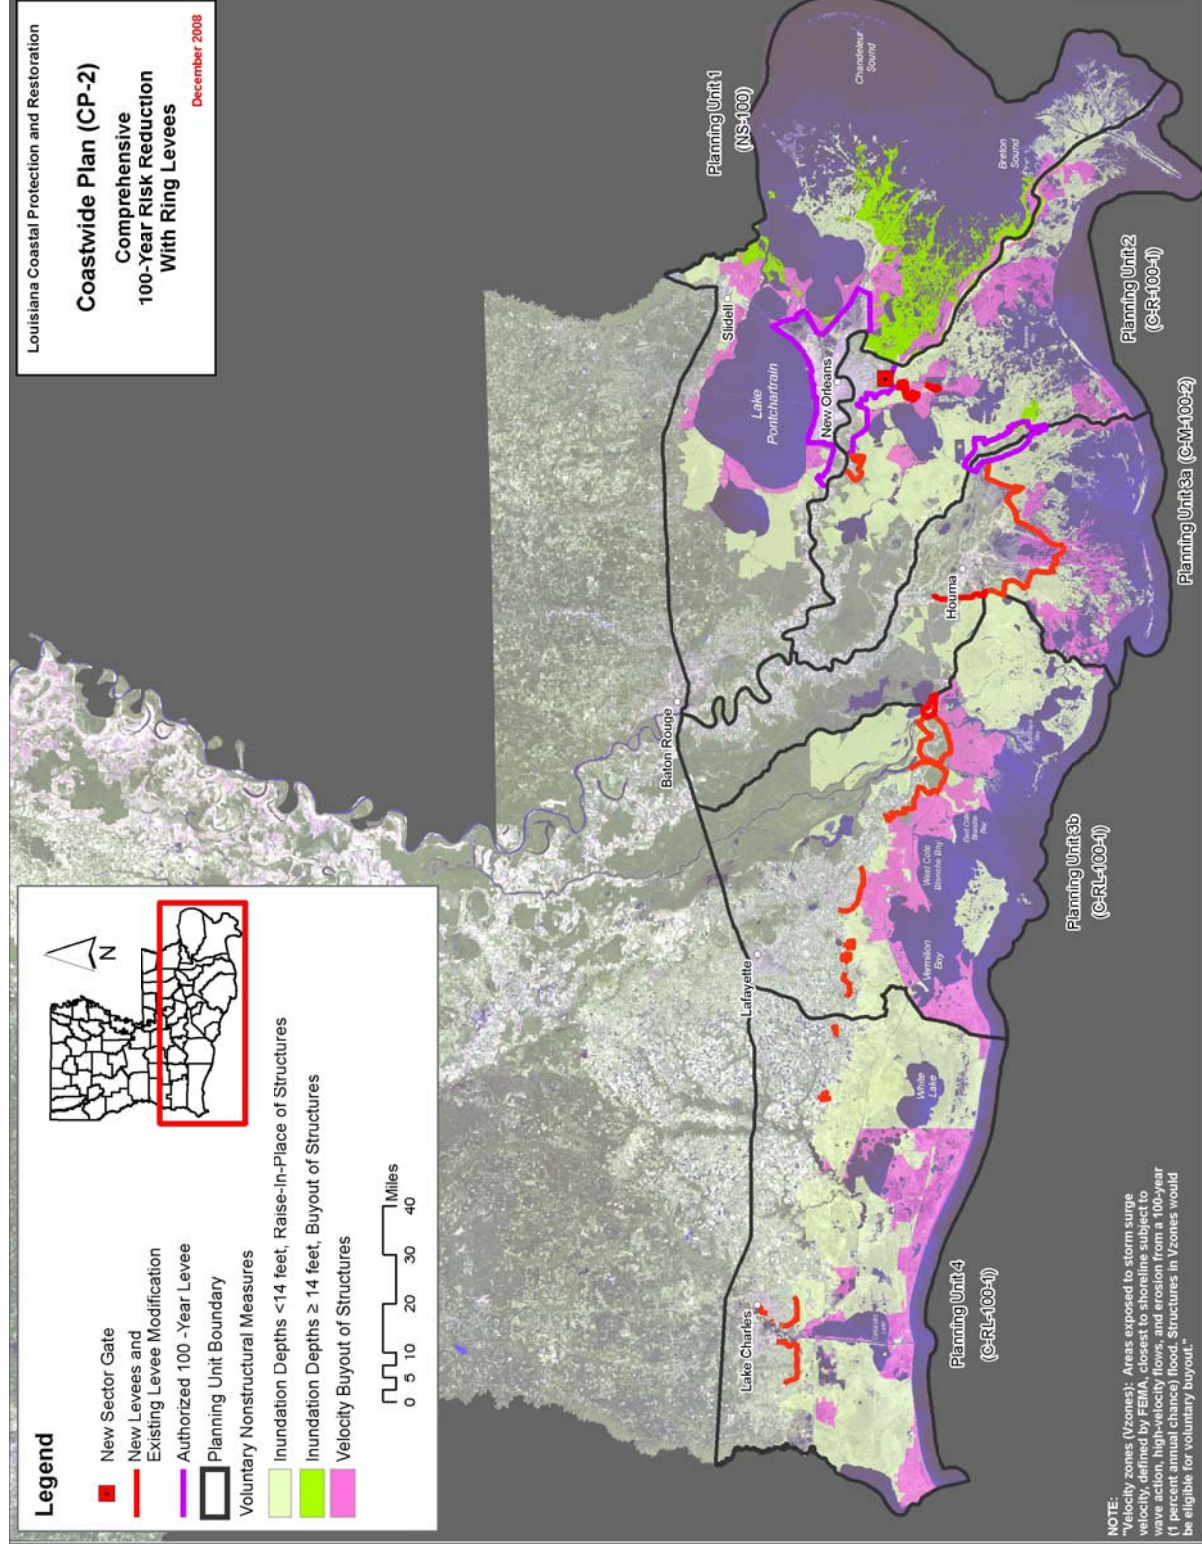 Louisiana Coastal Protection and Restoration
Coastwide Plan (CP-2)
Comprehensive
100-Year Risk Reduction
With Ring Levees
December 2008
Legend
New Sector Gate
New Levees and
Existing Levee Modification
Authorized 100 -Year Levee
Planning Unit Boundary
Voluntary Nonstructural Measures
Inundation Depths <14 feet, Raise-In-Place of Structures
Inundation Depths ≥ 14 feet, Buyout of Structures
Velocity Buyout of Structures
0 5 10 20 30 40
Miles
N
Planning Unit 1
(NS-100)
Chandeleur
Sound
Breton
Sound
Slidell
Lake
Pontchartrain
New Orleans
Planning Unit 2
(C-R-100-1)
Planning Unit 3a (C-M-100-2)
Houma
Baton Rouge
Planning Unit 3b
(C-RL-100-1)
East Cote
Blanche
Bay
West Cote
Blanche Bay
Vermilion
Bay
Lafayette
White
Lake
Lake Charles
Planning Unit 4
(C-RL-100-1)
NOTE:
"Velocity zones (Vzones): Areas exposed to storm surge
velocity, defined by FEMA, closest to shoreline subject to
wave action, high-velocity flows, and erosion from a 100-year
(1 percent annual chance) flood. Structures in Vzones would
be eligible for voluntary buyout."